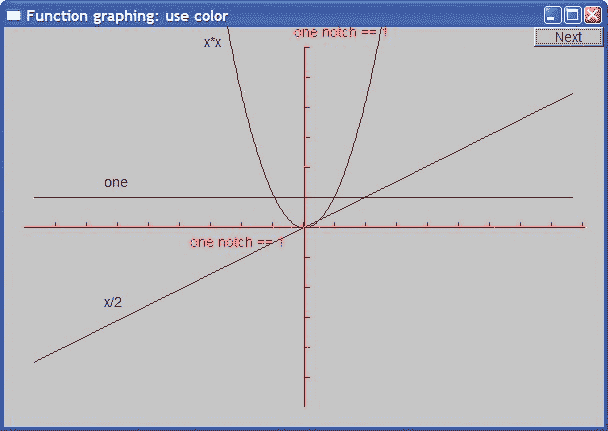 Function graphing: use color
one notch == 1
x*x
Next
one
one notch == 1
x/2